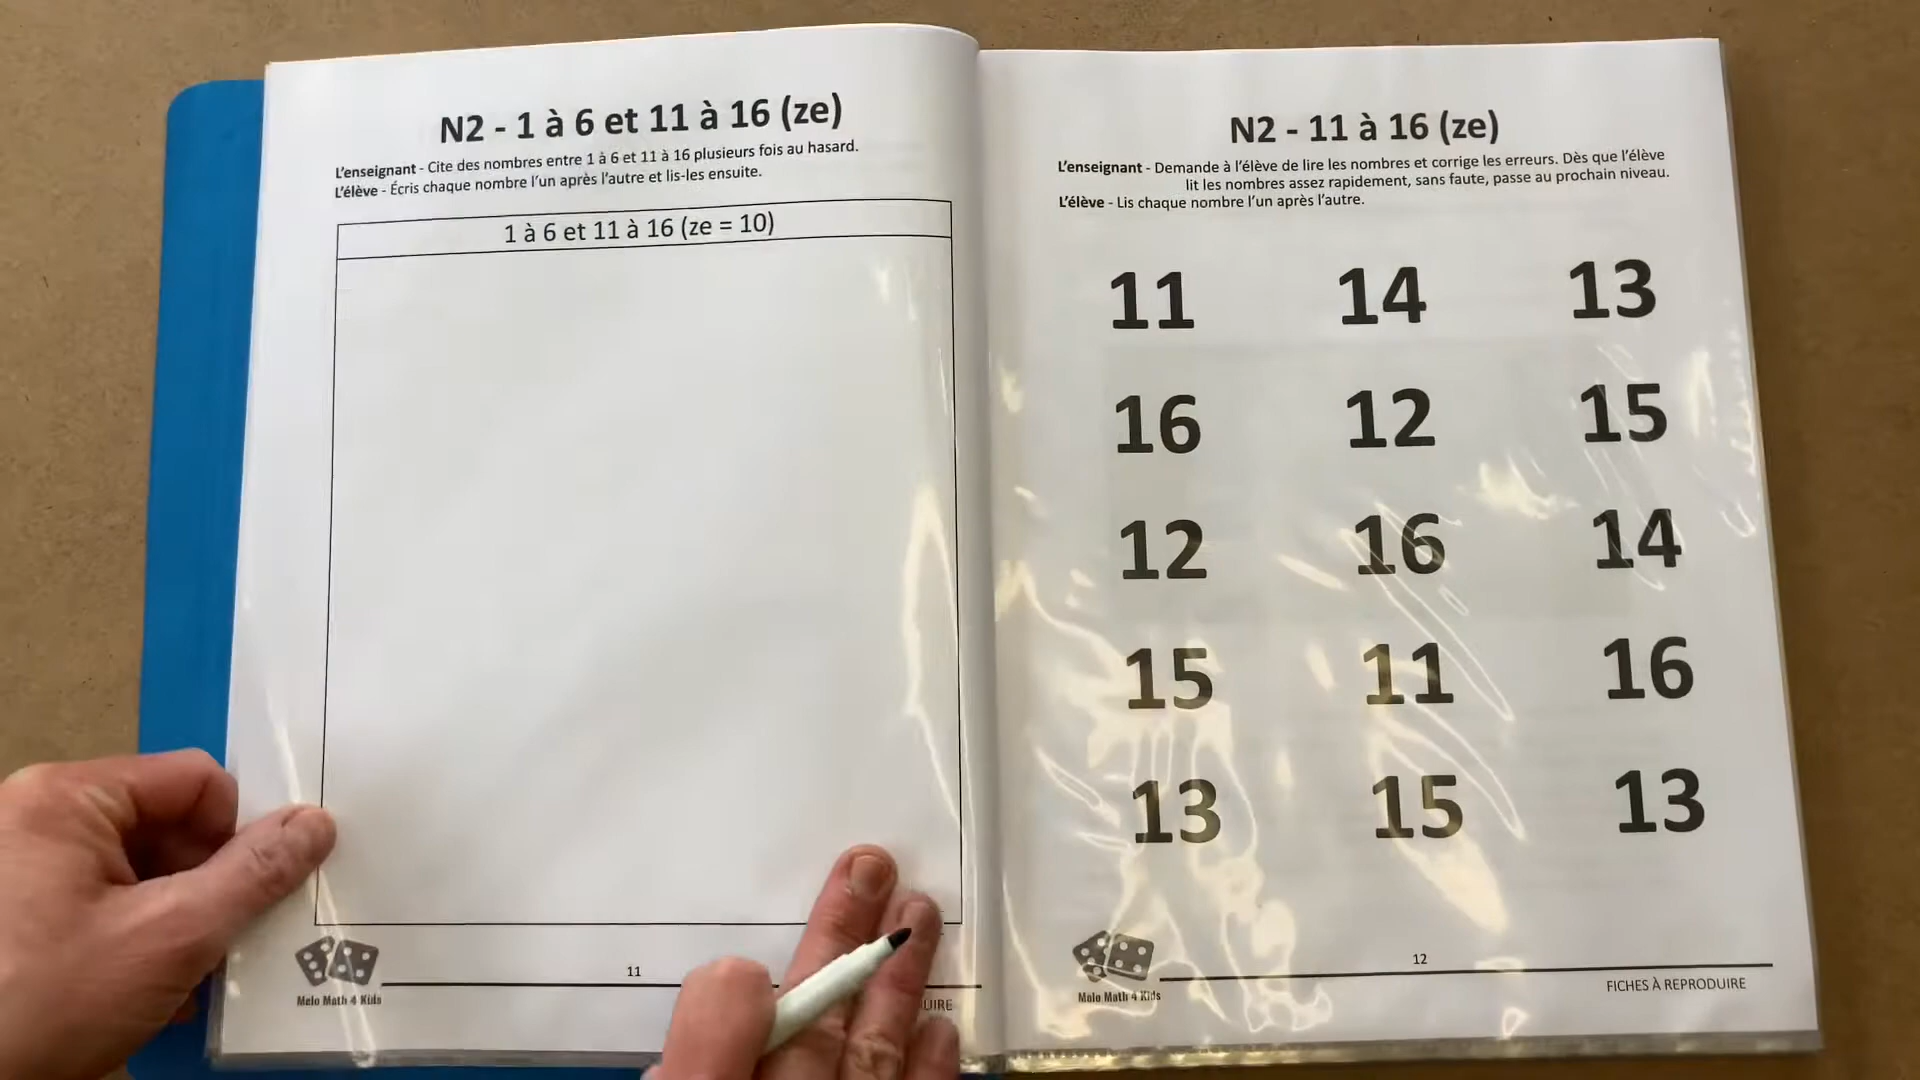 N2 - 1 à 6 et 11 à 16 (ze)
L'enseignant - Cite des nombres entre 1 à 6 et 11 à 16 plusieurs fois au hasard.
L'élève - Écris chaque nombre l'un après l'autre et lis-les ensuite.
1 à 6 et 11 à 16 (ze = 10)
Melo Math 4 Kids
11
UIRE
N2 - 11 à 16 (ze)
L'enseignant - Demande à l'élève de lire les nombres et corrige les erreurs. Dès que l'élève
lit les nombres assez rapidement, sans faute, passe au prochain niveau.
L'élève - Lis chaque nombre l'un après l'autre.
11 14 13
16 12 15
12 16 14
15 11 16
13 15 13
Melo Math 4 Kids
12
FICHES À REPRODUIRE